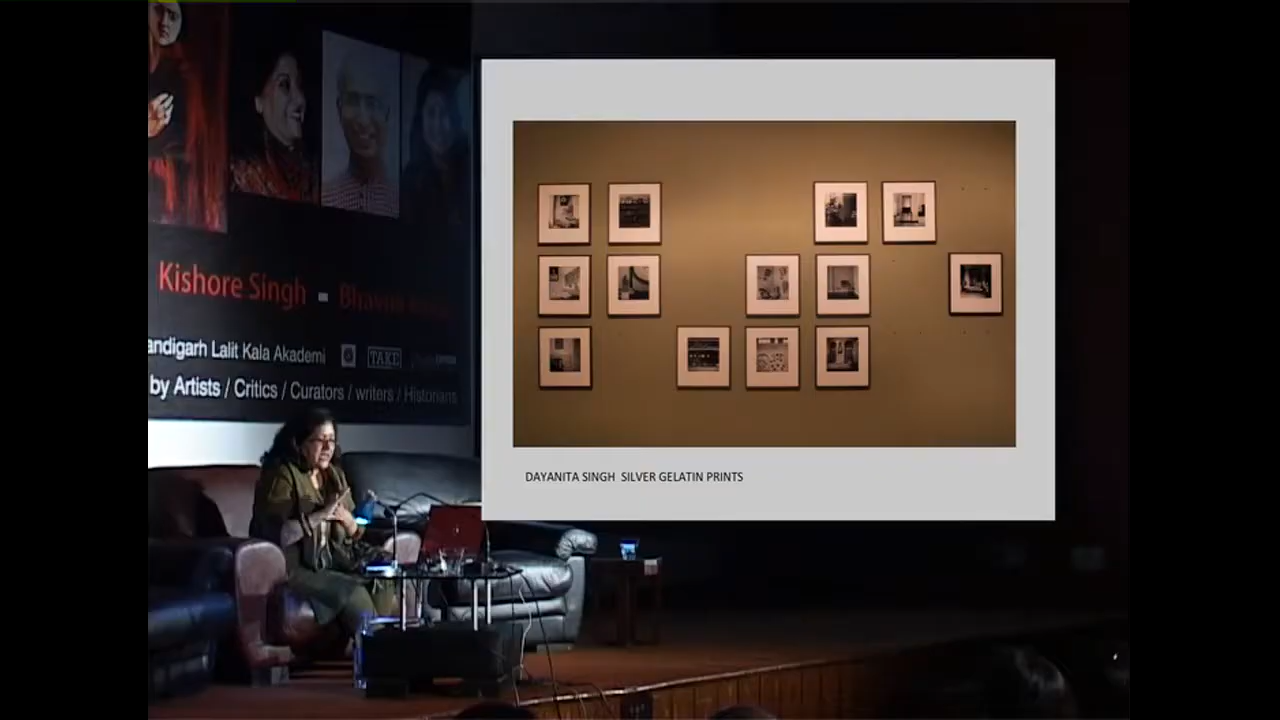 Kishore Singh -
andigarh Lalit Kala Akademi TAKE
by Artists / Critics / Curators / writers / Historians
DAYANITA SINGH SILVER GELATIN PRINTS